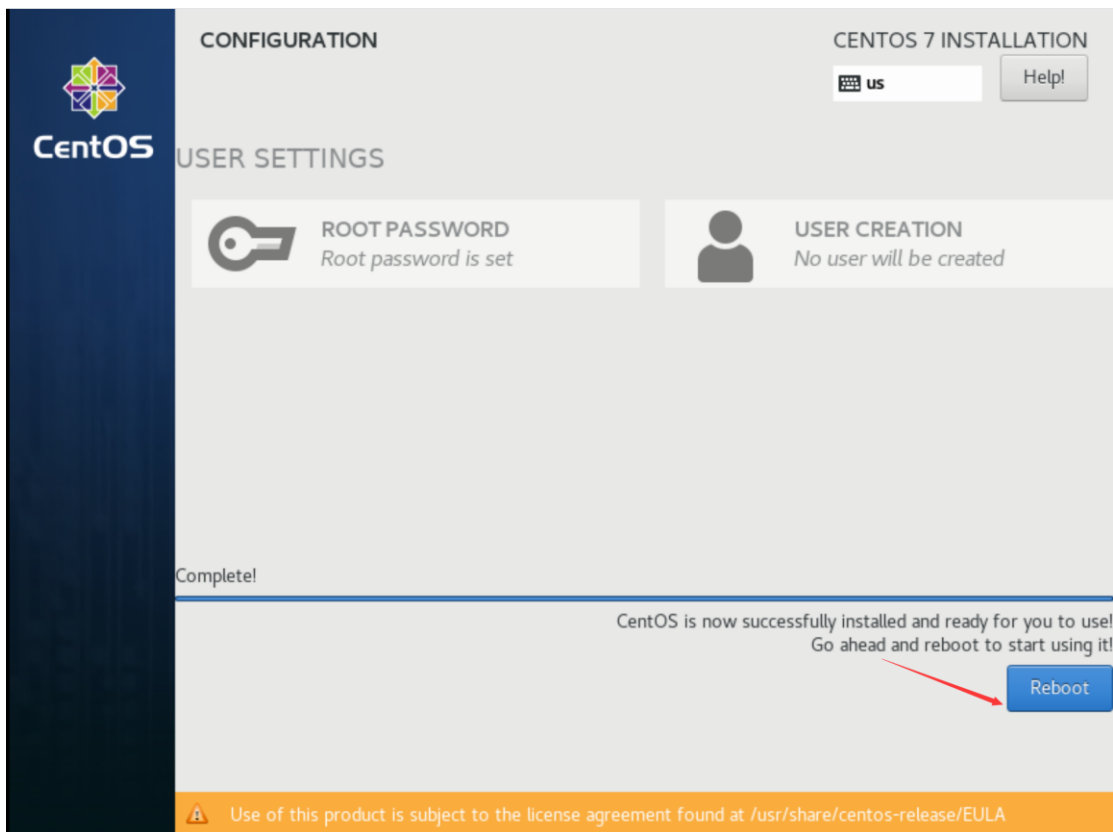 CONFIGURATION
CENTOS 7 INSTALLATION
us
Help!
CentOS
USER SETTINGS
ROOT PASSWORD
Root password is set
USER CREATION
No user will be created
Complete!
CentOS is now successfully installed and ready for you to use!
Go ahead and reboot to start using it!
Reboot
Use of this product is subject to the license agreement found at /usr/share/centos-release/EULA